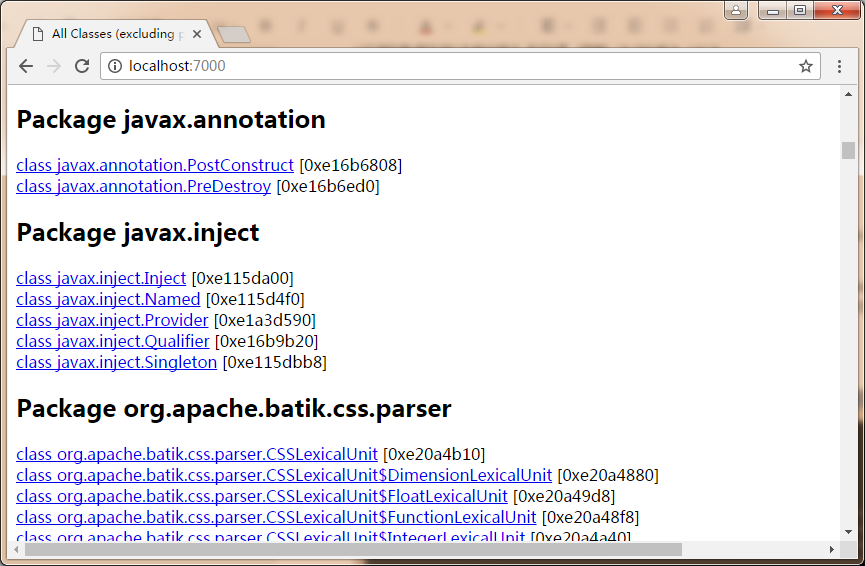 All Classes (excluding p
localhost:7000
Package javax.annotation
class javax.annotation.PostConstruct [0xe16b6808]
class javax.annotation.PreDestroy [0xe16b6ed0]
Package javax.inject
class javax.inject.Inject [0xe115da00]
class javax.inject.Named [0xe115d4f0]
class javax.inject.Provider [0xe1a3d590]
class javax.inject.Qualifier [0xe16b9b20]
class javax.inject.Singleton [0xe115dbb8]
Package org.apache.batik.css.parser
class org.apache.batik.css.parser.CSSLexicalUnit [0xe20a4b10]
class org.apache.batik.css.parser.CSSLexicalUnit$DimensionLexicalUnit [0xe20a4880]
class org.apache.batik.css.parser.CSSLexicalUnit$FloatLexicalUnit [0xe20a49d8]
class org.apache.batik.css.parser.CSSLexicalUnit$FunctionLexicalUnit [0xe20a48f8]
class org.apache.batik.css.parser.CSSLexicalUnit$IntegerLexicalUnit [0xe20a4a40]